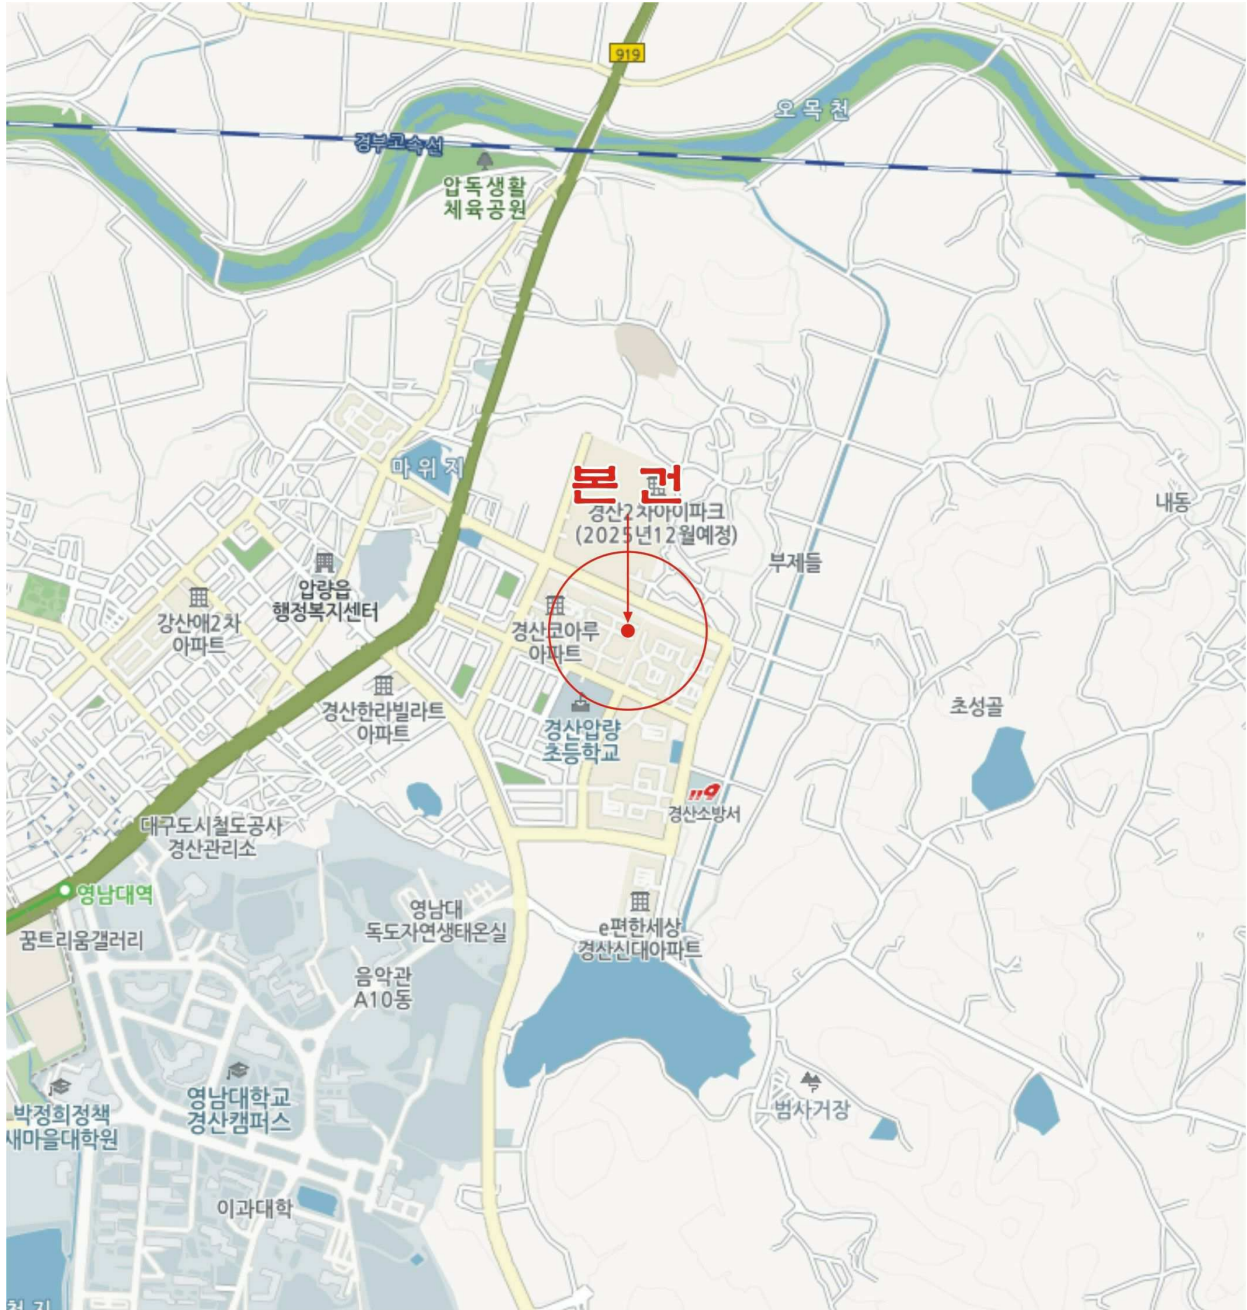 919
오목천
경부고속선
압독생활
체육공원
마위지
본 건
경산2차아이파크
(2025년12월예정)
내동
부제들
압량읍
행정복지센터
강산애2차
아파트
경산코아루
아파트
경산한라빌라트
아파트
초성골
경산압량
초등학교
119
경산소방서
대구도시철도공사
경산관리소
영남대역
꿈트리움갤러리
영남대
독도자연생태온실
e편한세상
경산신대아파트
음악관
A10동
영남대학교
경산캠퍼스
박정희정책
새마을대학원
범사거장
이과대학